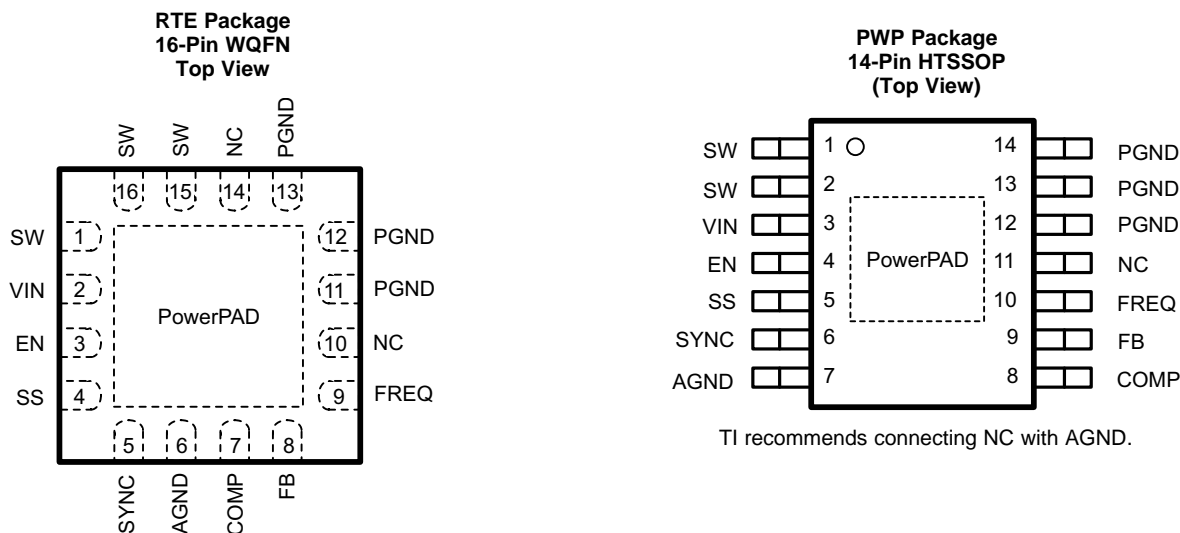 RTE Package
16-Pin WQFN
Top View
SW
SW
NC
PGND
16
15
14
13
SW 1
12 PGND
VIN 2
11 PGND
EN 3
10 NC
SS 4
9 FREQ
PowerPAD
5
6
7
8
SYNC
AGND
COMP
FB
PWP Package
14-Pin HTSSOP
(Top View)
SW 1
14 PGND
SW 2
13 PGND
VIN 3
12 PGND
EN 4
PowerPAD
11 NC
SS 5
10 FREQ
SYNC 6
9 FB
AGND 7
8 COMP
TI recommends connecting NC with AGND.